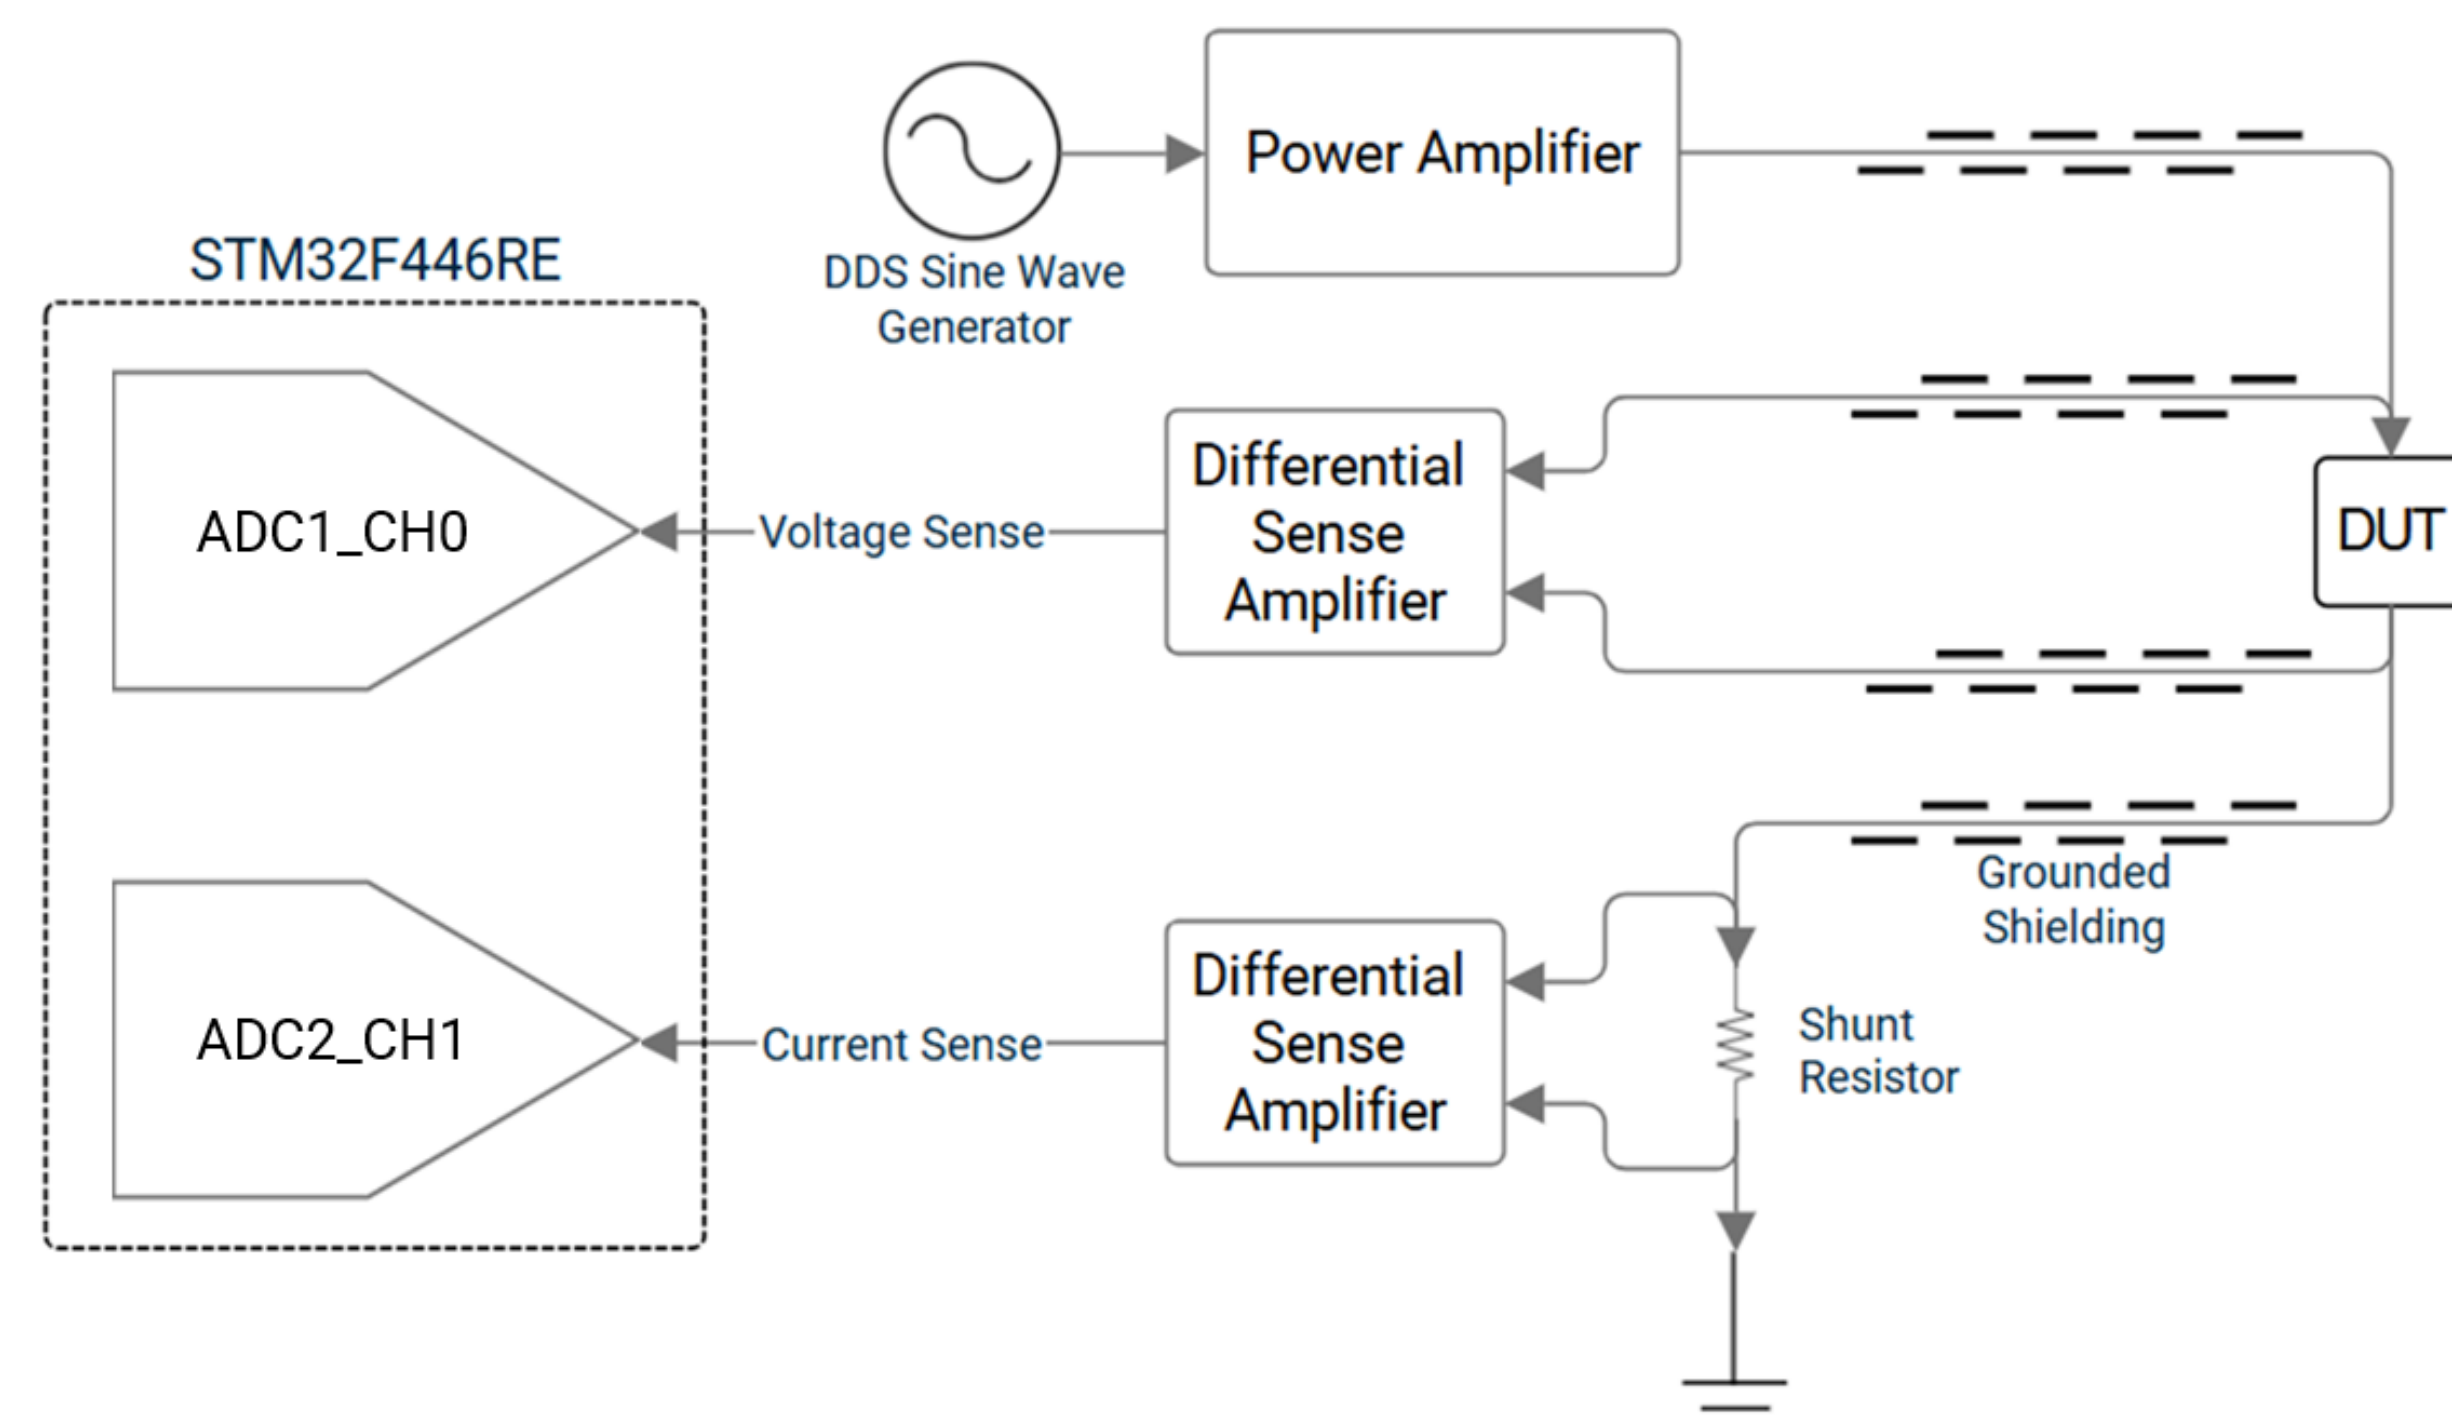 Power Amplifier
DDS Sine Wave
Generator
STM32F446RE
ADC1_CH0
Voltage Sense
Differential
Sense
Amplifier
DUT
Grounded
Shielding
ADC2_CH1
Current Sense
Differential
Sense
Amplifier
Shunt
Resistor